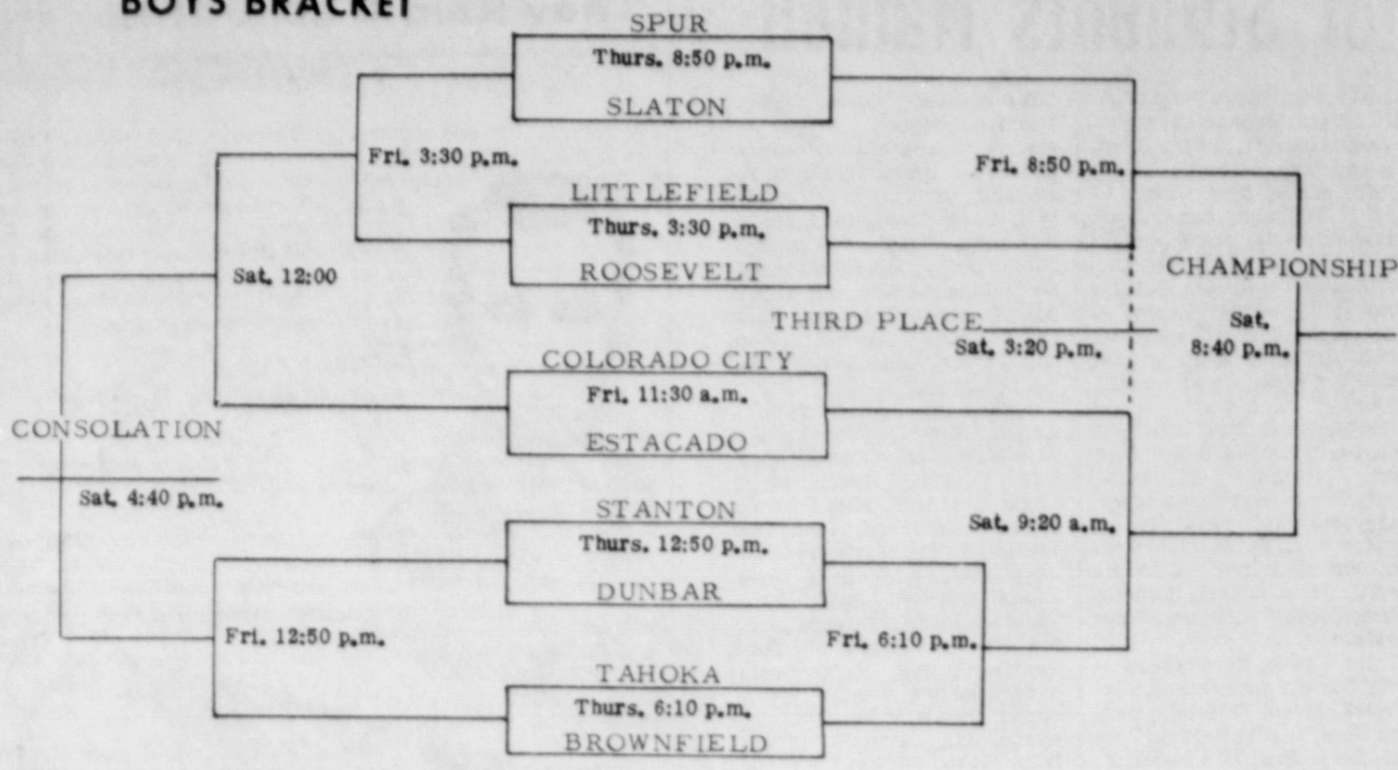 BOYS BRACKET
SPUR
Thurs. 8:50 p.m.
SLATON
Fri. 3:30 p.m.
Fri. 8:50 p.m.
LITTLEFIELD
Thurs. 3:30 p.m.
ROOSEVELT
Sat. 12:00
CHAMPIONSHIP
THIRD PLACE
Sat. 3:20 p.m.
Sat.
8:40 p.m.
COLORADO CITY
Fri. 11:30 a.m.
ESTACADO
CONSOLATION
Sat. 4:40 p.m.
STANTON
Thurs. 12:50 p.m.
DUNBAR
Sat. 9:20 a.m.
Fri. 12:50 p.m.
Fri. 6:10 p.m.
TAHOKA
Thurs. 6:10 p.m.
BROWNFIELD